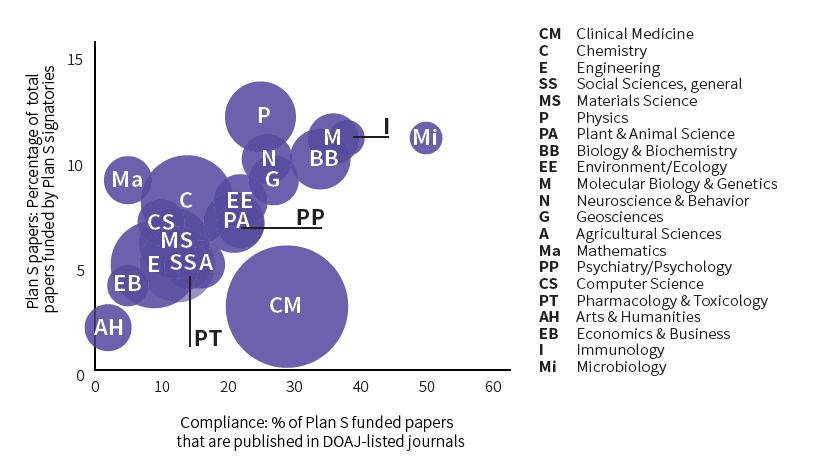 Plan S papers: Percentage of total
papers funded by Plan S signatories
15
10
5
0
0 10 20 30 40 50 60
P
M
I
Mi
N
BB
Ma
G
C
EE
CS
PA
PP
MS
E
SS
A
EB
CM
AH
PT
Compliance: % of Plan S funded papers
that are published in DOAJ-listed journals
CM Clinical Medicine
C Chemistry
E Engineering
SS Social Sciences, general
MS Materials Science
P Physics
PA Plant & Animal Science
BB Biology & Biochemistry
EE Environment/Ecology
M Molecular Biology & Genetics
N Neuroscience & Behavior
G Geosciences
A Agricultural Sciences
Ma Mathematics
PP Psychiatry/Psychology
CS Computer Science
PT Pharmacology & Toxicology
AH Arts & Humanities
EB Economics & Business
I Immunology
Mi Microbiology